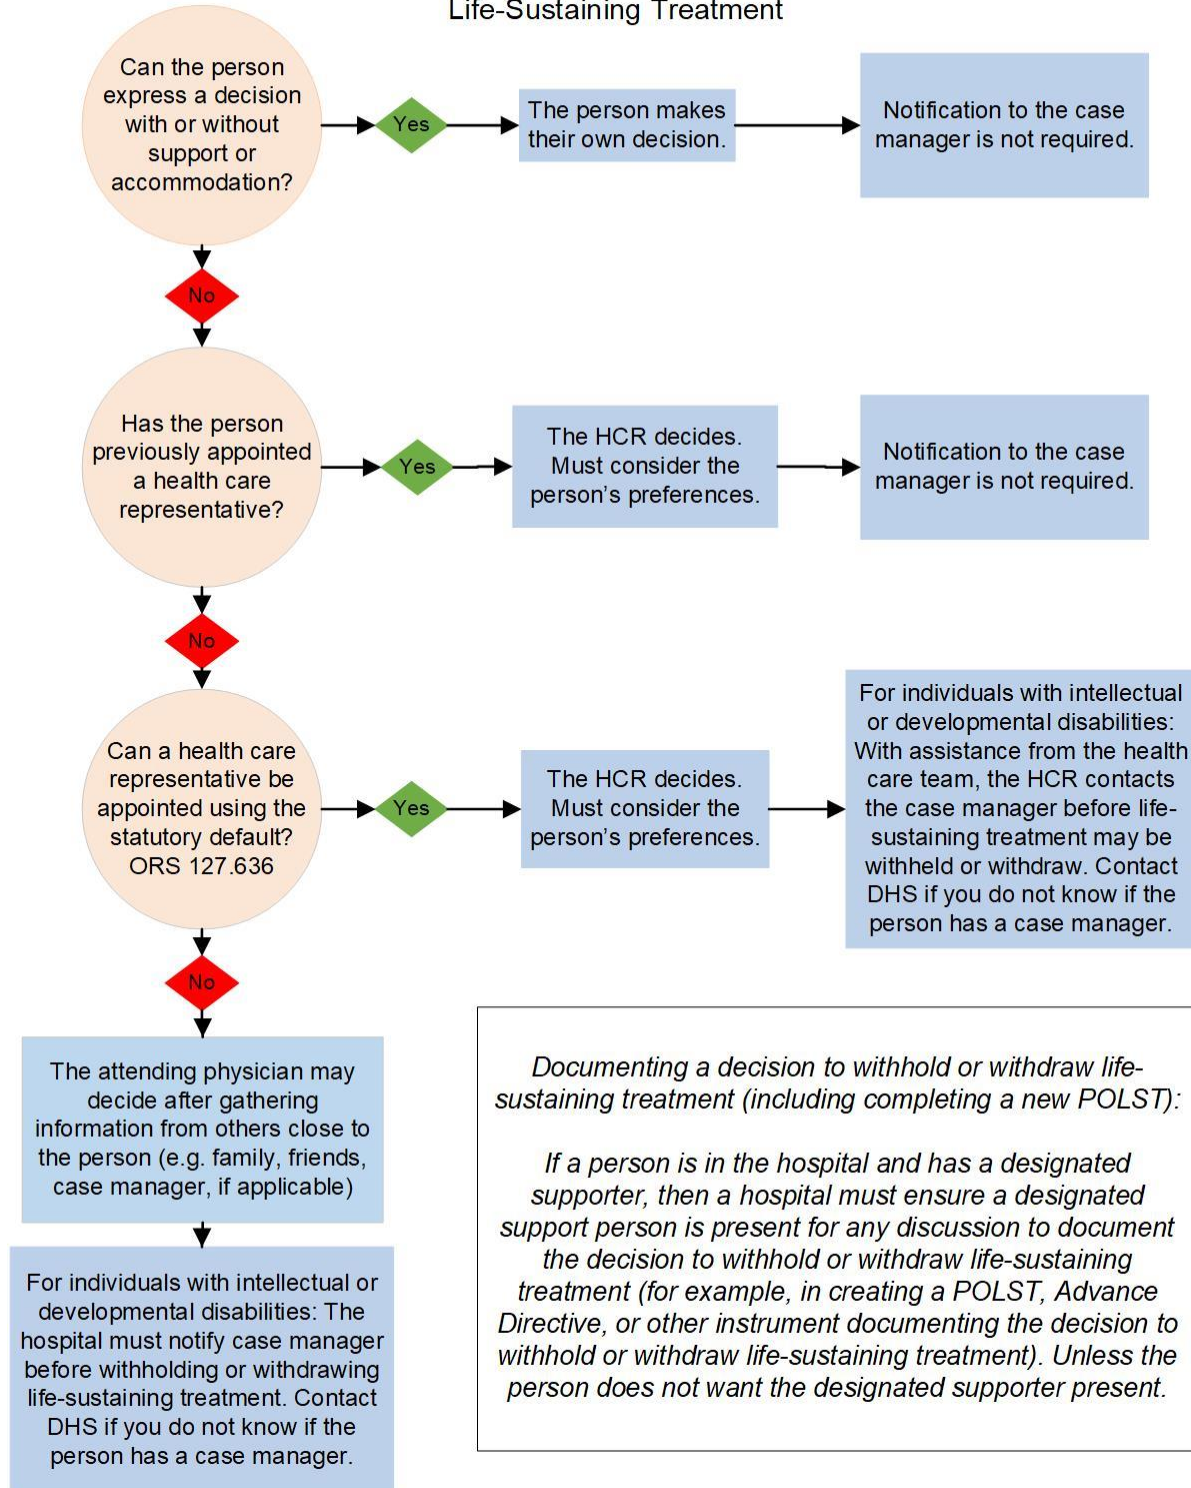 Life-Sustaining Treatment
Can the person
express a decision
with or without
support or
accommodation?
Yes
The person makes
their own decision.
Notification to the case
manager is not required.
No
Has the person
previously appointed
a health care
representative?
Yes
The HCR decides.
Must consider the
person’s preferences.
Notification to the case
manager is not required.
No
Can a health care
representative be
appointed using the
statutory default?
ORS 127.636
Yes
The HCR decides.
Must consider the
person’s preferences.
For individuals with intellectual
or developmental disabilities:
With assistance from the health
care team, the HCR contacts
the case manager before life-
sustaining treatment may be
withheld or withdraw. Contact
DHS if you do not know if the
person has a case manager.
No
The attending physician may
decide after gathering
information from others close to
the person (e.g. family, friends,
case manager, if applicable)
For individuals with intellectual or
developmental disabilities: The
hospital must notify case manager
before withholding or withdrawing
life-sustaining treatment. Contact
DHS if you do not know if the
person has a case manager.
Documenting a decision to withhold or withdraw life-
sustaining treatment (including completing a new POLST):
If a person is in the hospital and has a designated
supporter, then a hospital must ensure a designated
support person is present for any discussion to document
the decision to withhold or withdraw life-sustaining
treatment (for example, in creating a POLST, Advance
Directive, or other instrument documenting the decision to
withhold or withdraw life-sustaining treatment). Unless the
person does not want the designated supporter present.